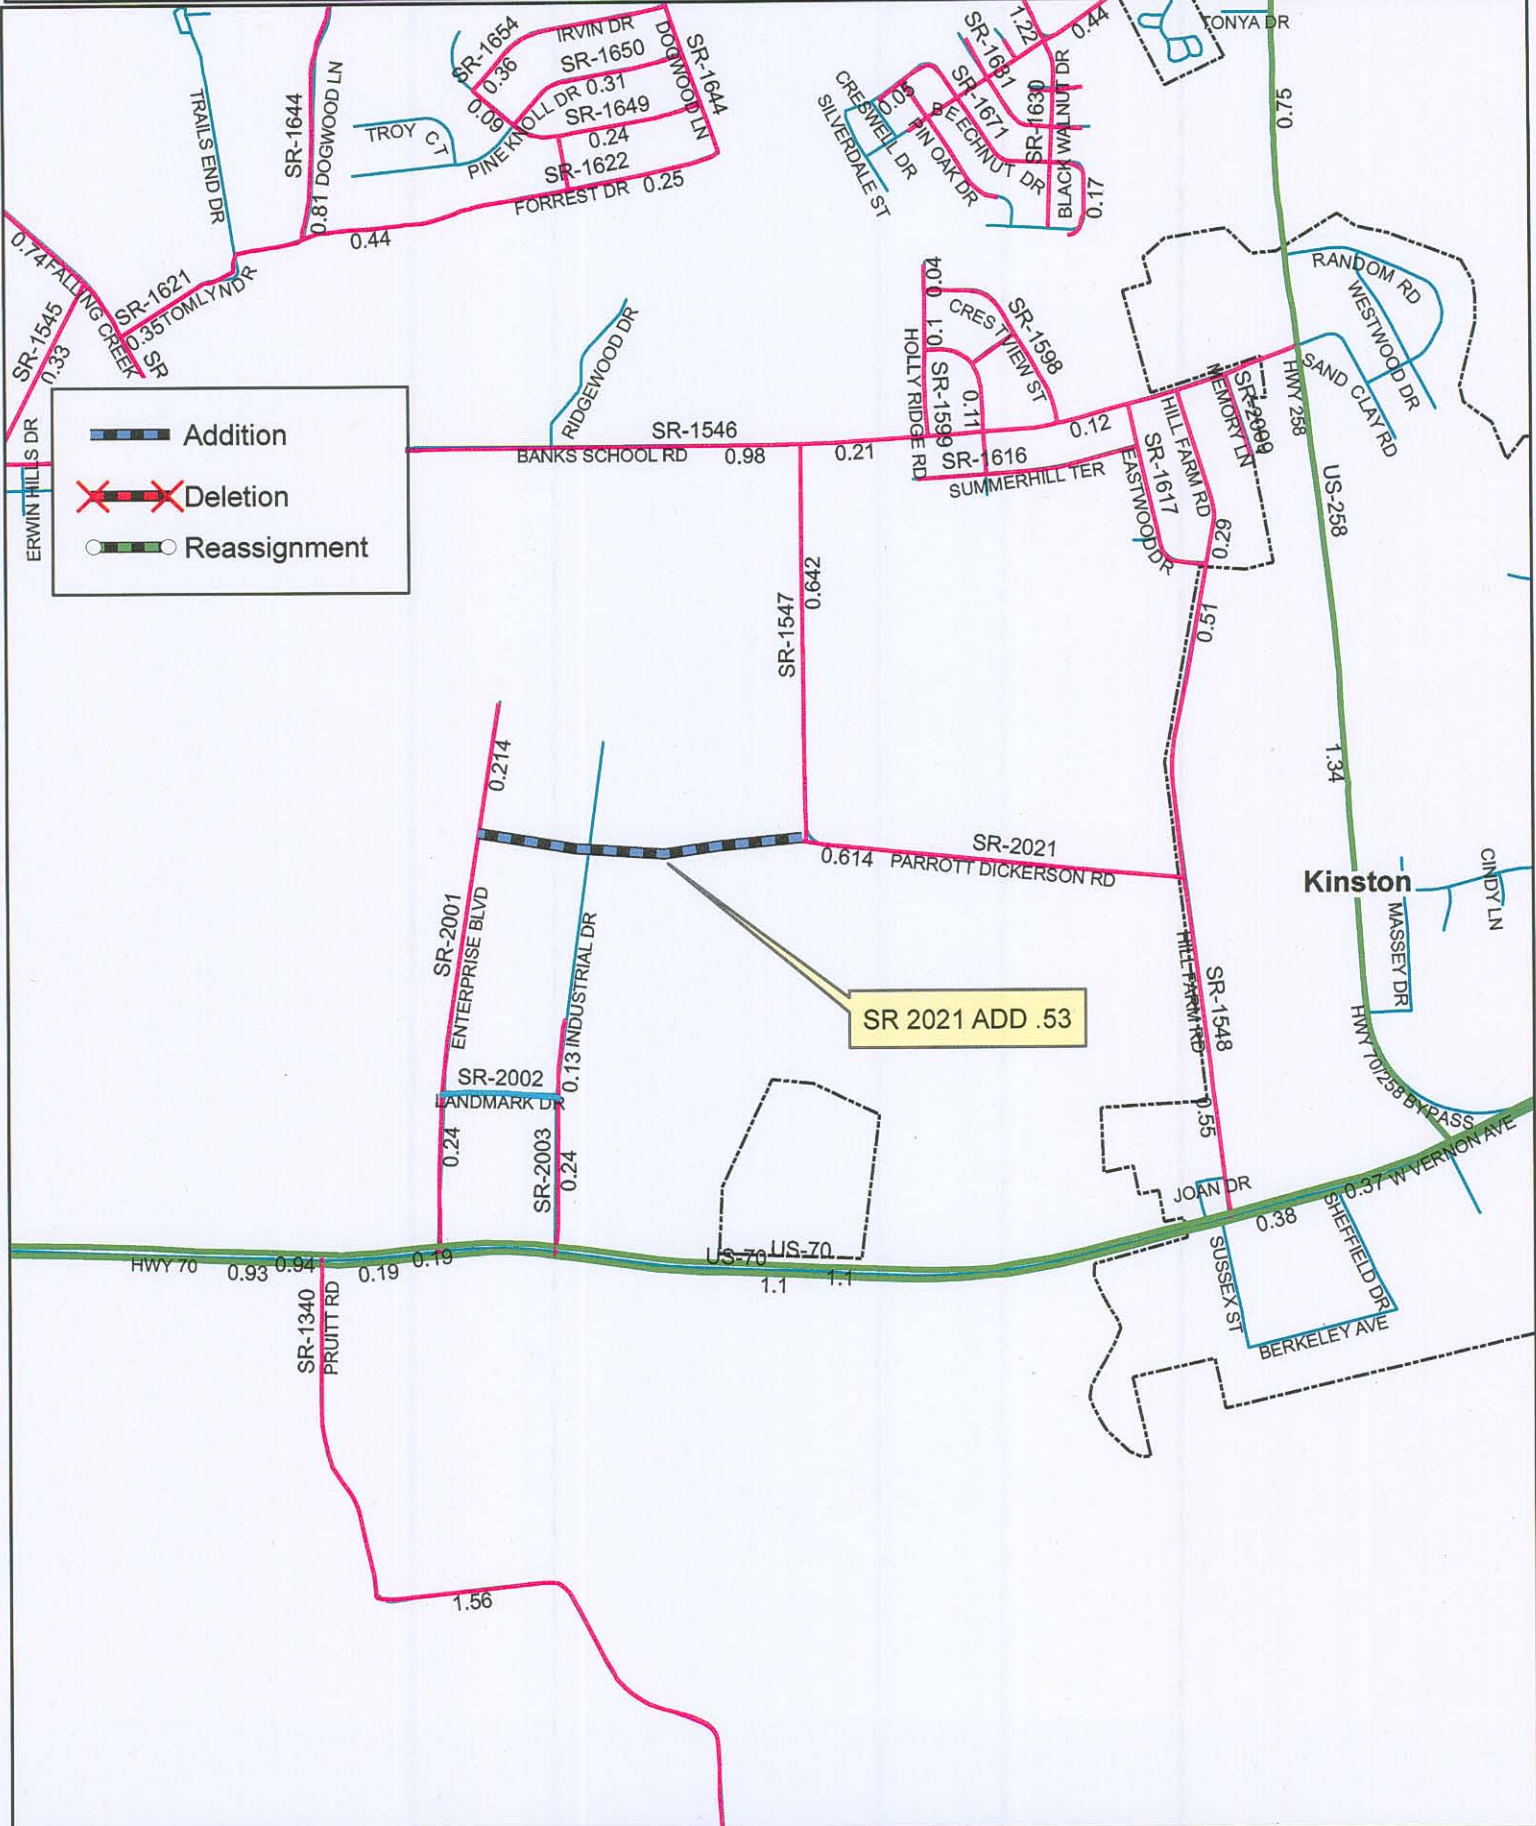 TONYA DR
SR-1654
IRVIN DR
SR-1650
0.36
0.31
SR-1649
0.09
0.24
PINE KNOLL DR
DOGWOOD LN
SR-1644
SR-1622
FORREST DR
0.25
TROY CT
SR-1644
0.81 DOGWOOD LN
TRAILS END DR
0.44
SR-1621
0.35 TOMLYN DR
0.74 FALLING CREEK
SR
SR-1545
0.33
1.22
0.44
SR-1631
SR-1630
BLACK WALNUT DR
0.17
SR-1671
BEECHNUT DR
0.05
PIN OAK DR
CRESWELL DR
SILVERDALE ST
0.75
RANDOM RD
WESTWOOD DR
SAND CLAY RD
HWY 258
US-258
1.34
0.04
CRESTVIEW ST
SR-1598
0.1
0.11
HOLLY RIDGE RD
SR-1599
0.12
SR-1616
SUMMERHILL TER
SR-1617
EASTWOOD DR
HILL FARM RD
0.29
MEMORY LN
SR-2099
0.51
RIDGEWOOD DR
SR-1546
BANKS SCHOOL RD
0.98
0.21
ERWIN HILLS DR
Addition
Deletion
Reassignment
SR-1547
0.642
0.214
SR-2021
0.614
PARROTT DICKERSON RD
Kinston
CINDY LN
MASSEY DR
SR-2001
ENTERPRISE BLVD
0.13 INDUSTRIAL DR
SR 2021 ADD .53
HILL FARM RD
SR-1548
0.55
HWY 70/258 BYPASS
SR-2002
LANDMARK DR
0.24
SR-2003
0.24
JOAN DR
0.38
0.37 W VERNON AVE
SHEFFIELD DR
SUSSEX ST
BERKELEY AVE
HWY 70
0.93
0.94
0.19
0.19
US-70
US-70
1.1
1.1
SR-1340
PRUITT RD
1.56